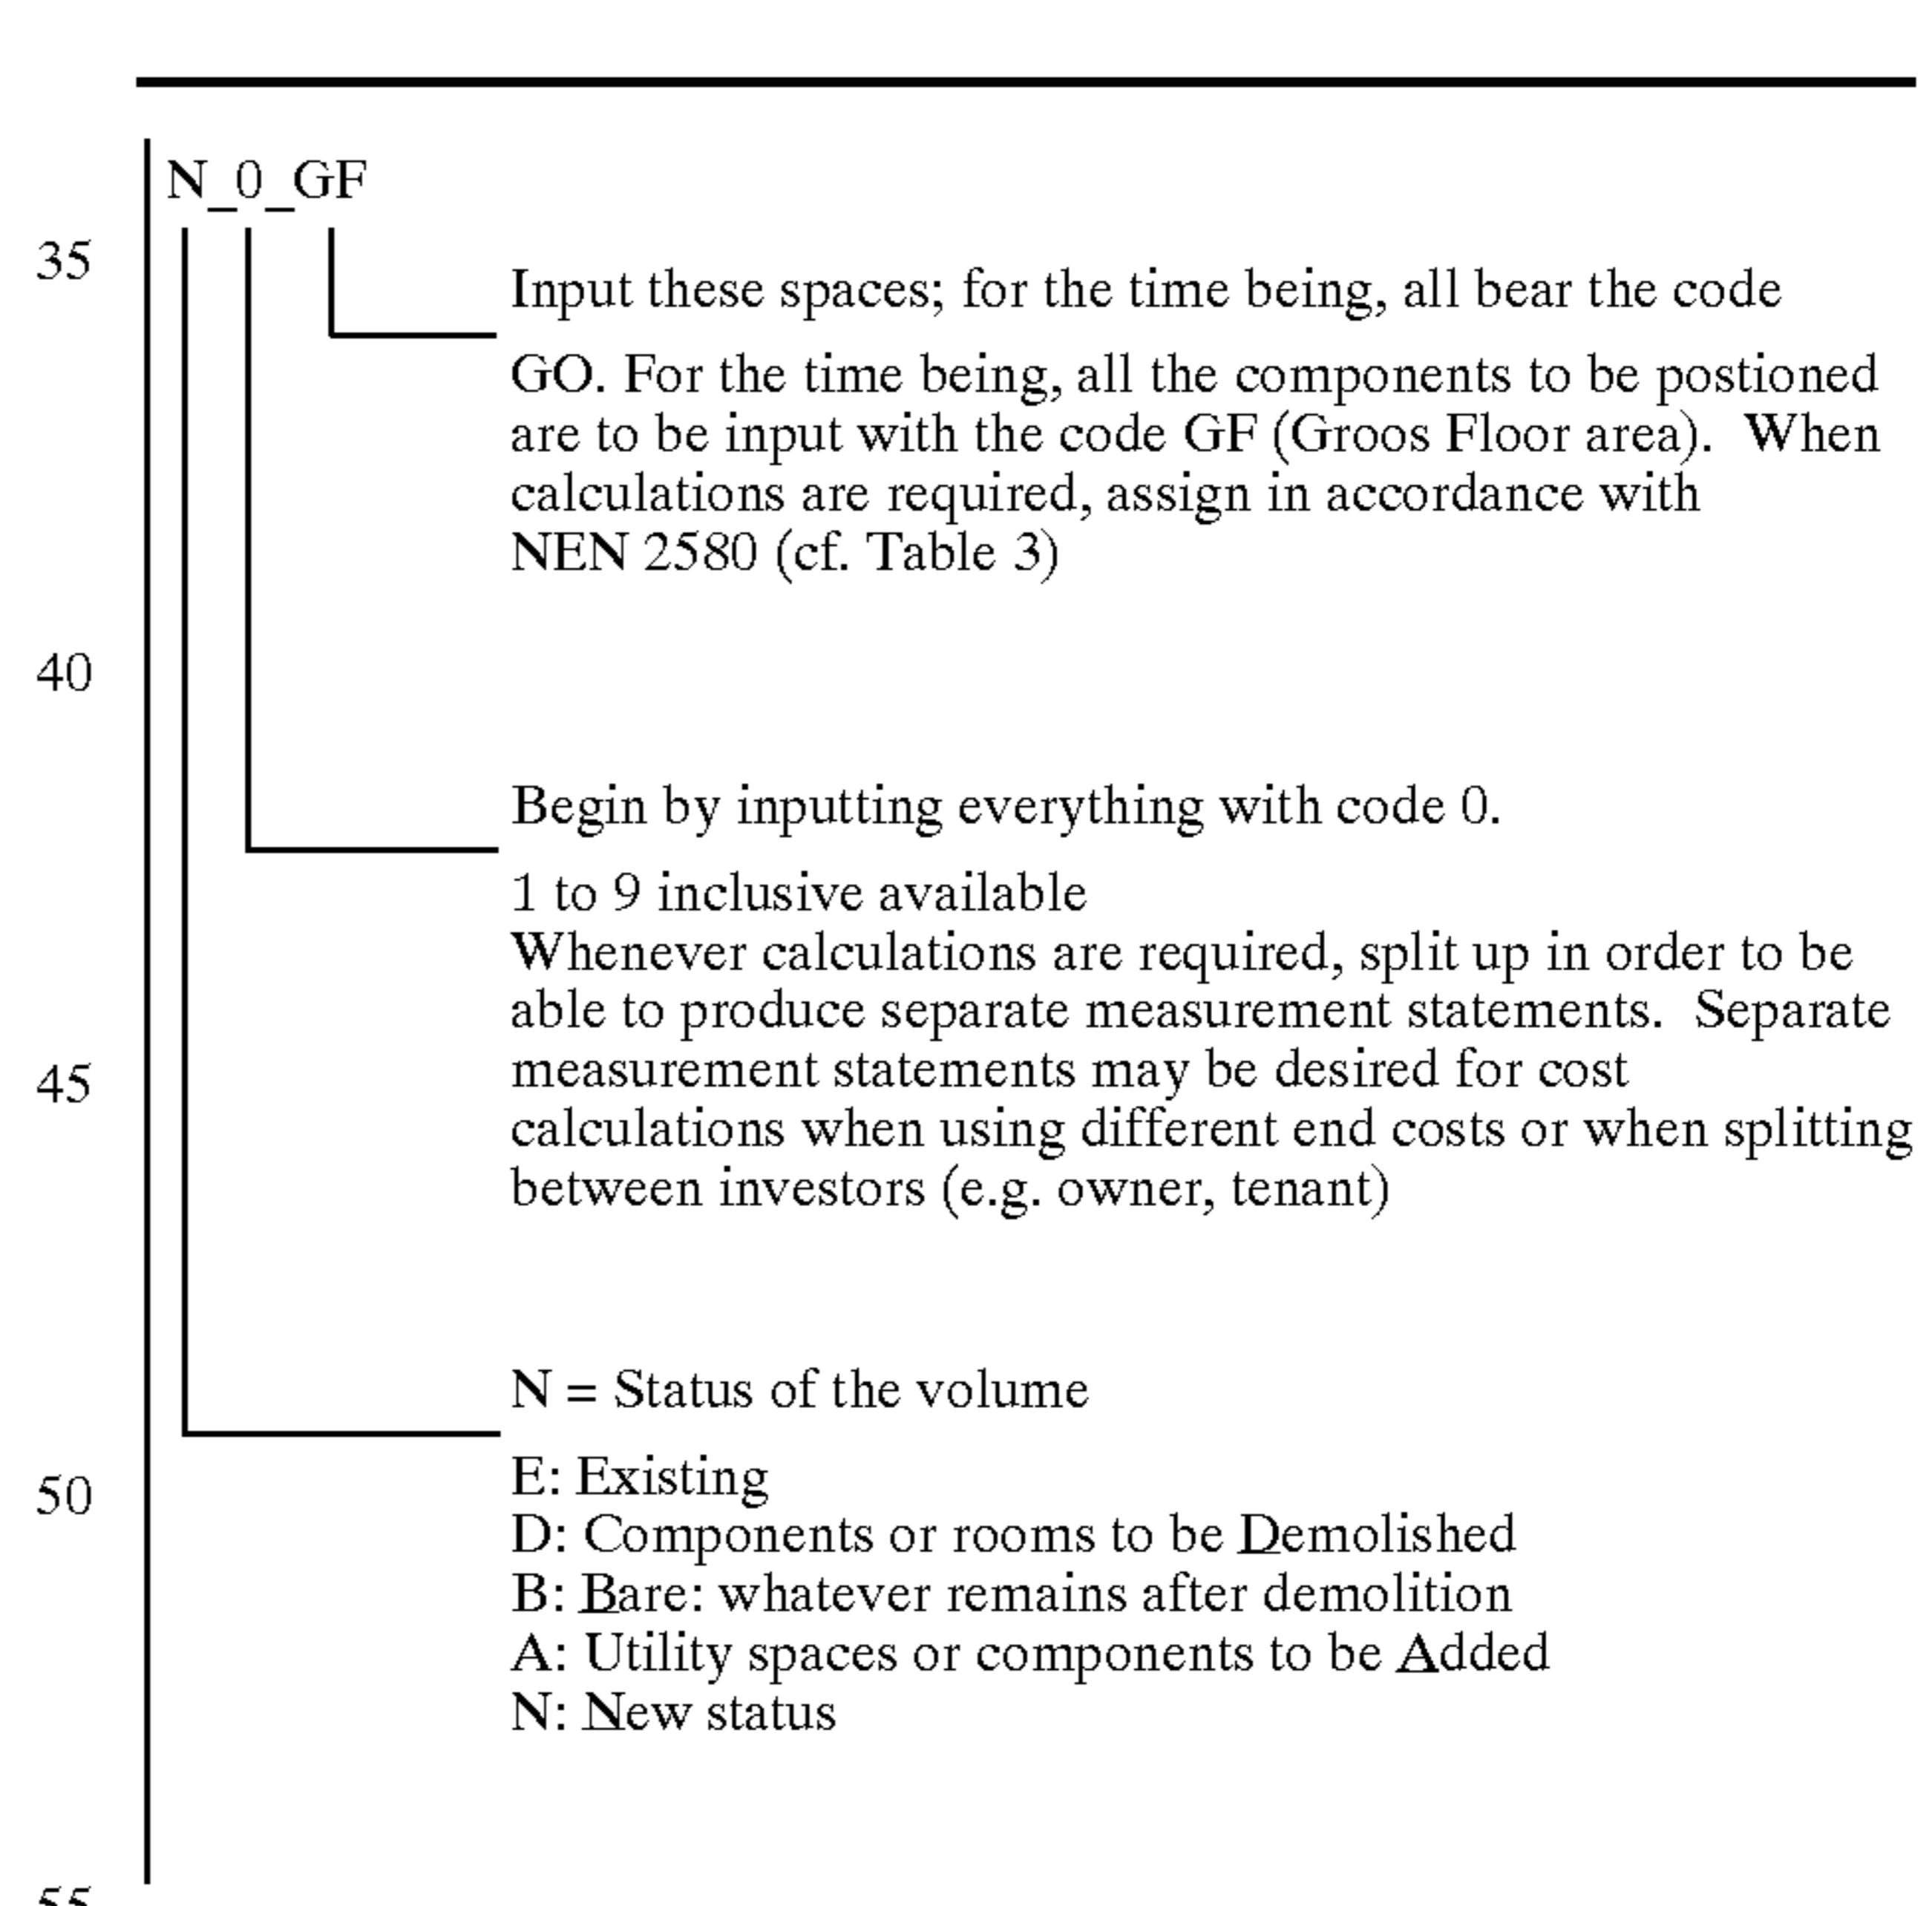 N_0_GF
35
Input these spaces; for the time being, all bear the code
GO. For the time being, all the components to be postioned
are to be input with the code GF (Groos Floor area). When
calculations are required, assign in accordance with
NEN 2580 (cf. Table 3)
40
Begin by inputting everything with code 0.
1 to 9 inclusive available
Whenever calculations are required, split up in order to be
able to produce separate measurement statements. Separate
45
measurement statements may be desired for cost
calculations when using different end costs or when splitting
between investors (e.g. owner, tenant)
N = Status of the volume
E: Existing
50
D: Components or rooms to be Demolished
B: Bare: whatever remains after demolition
A: Utility spaces or components to be Added
N: New status
55